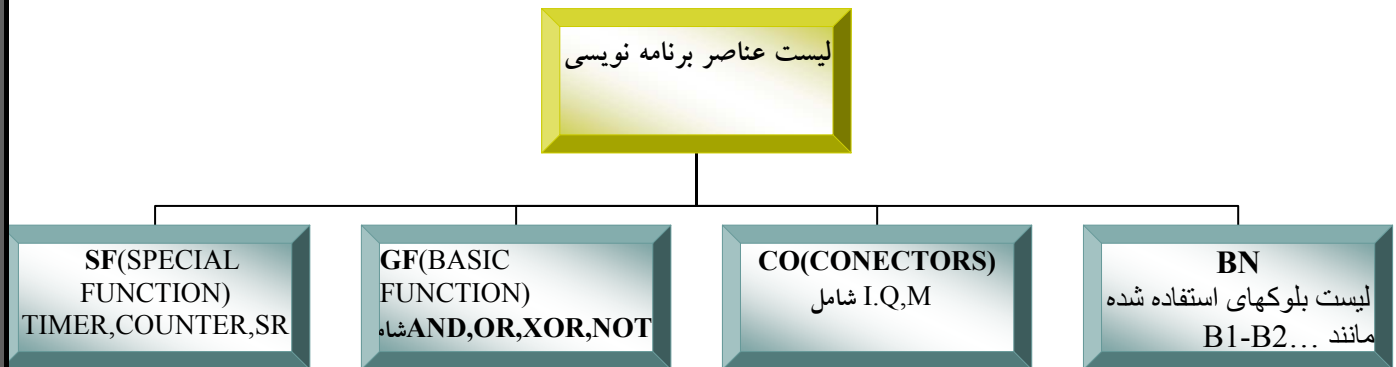 لیست عناصر برنامه نویسی
SF(SPECIAL
FUNCTION)
TIMER,COUNTER,SR
GF(BASIC
FUNCTION)
شامAND,OR,XOR,NOT
CO(CONECTORS)
شامل I.Q,M
BN
لیست بلوکهای استفاده شده
مانند …B1-B2